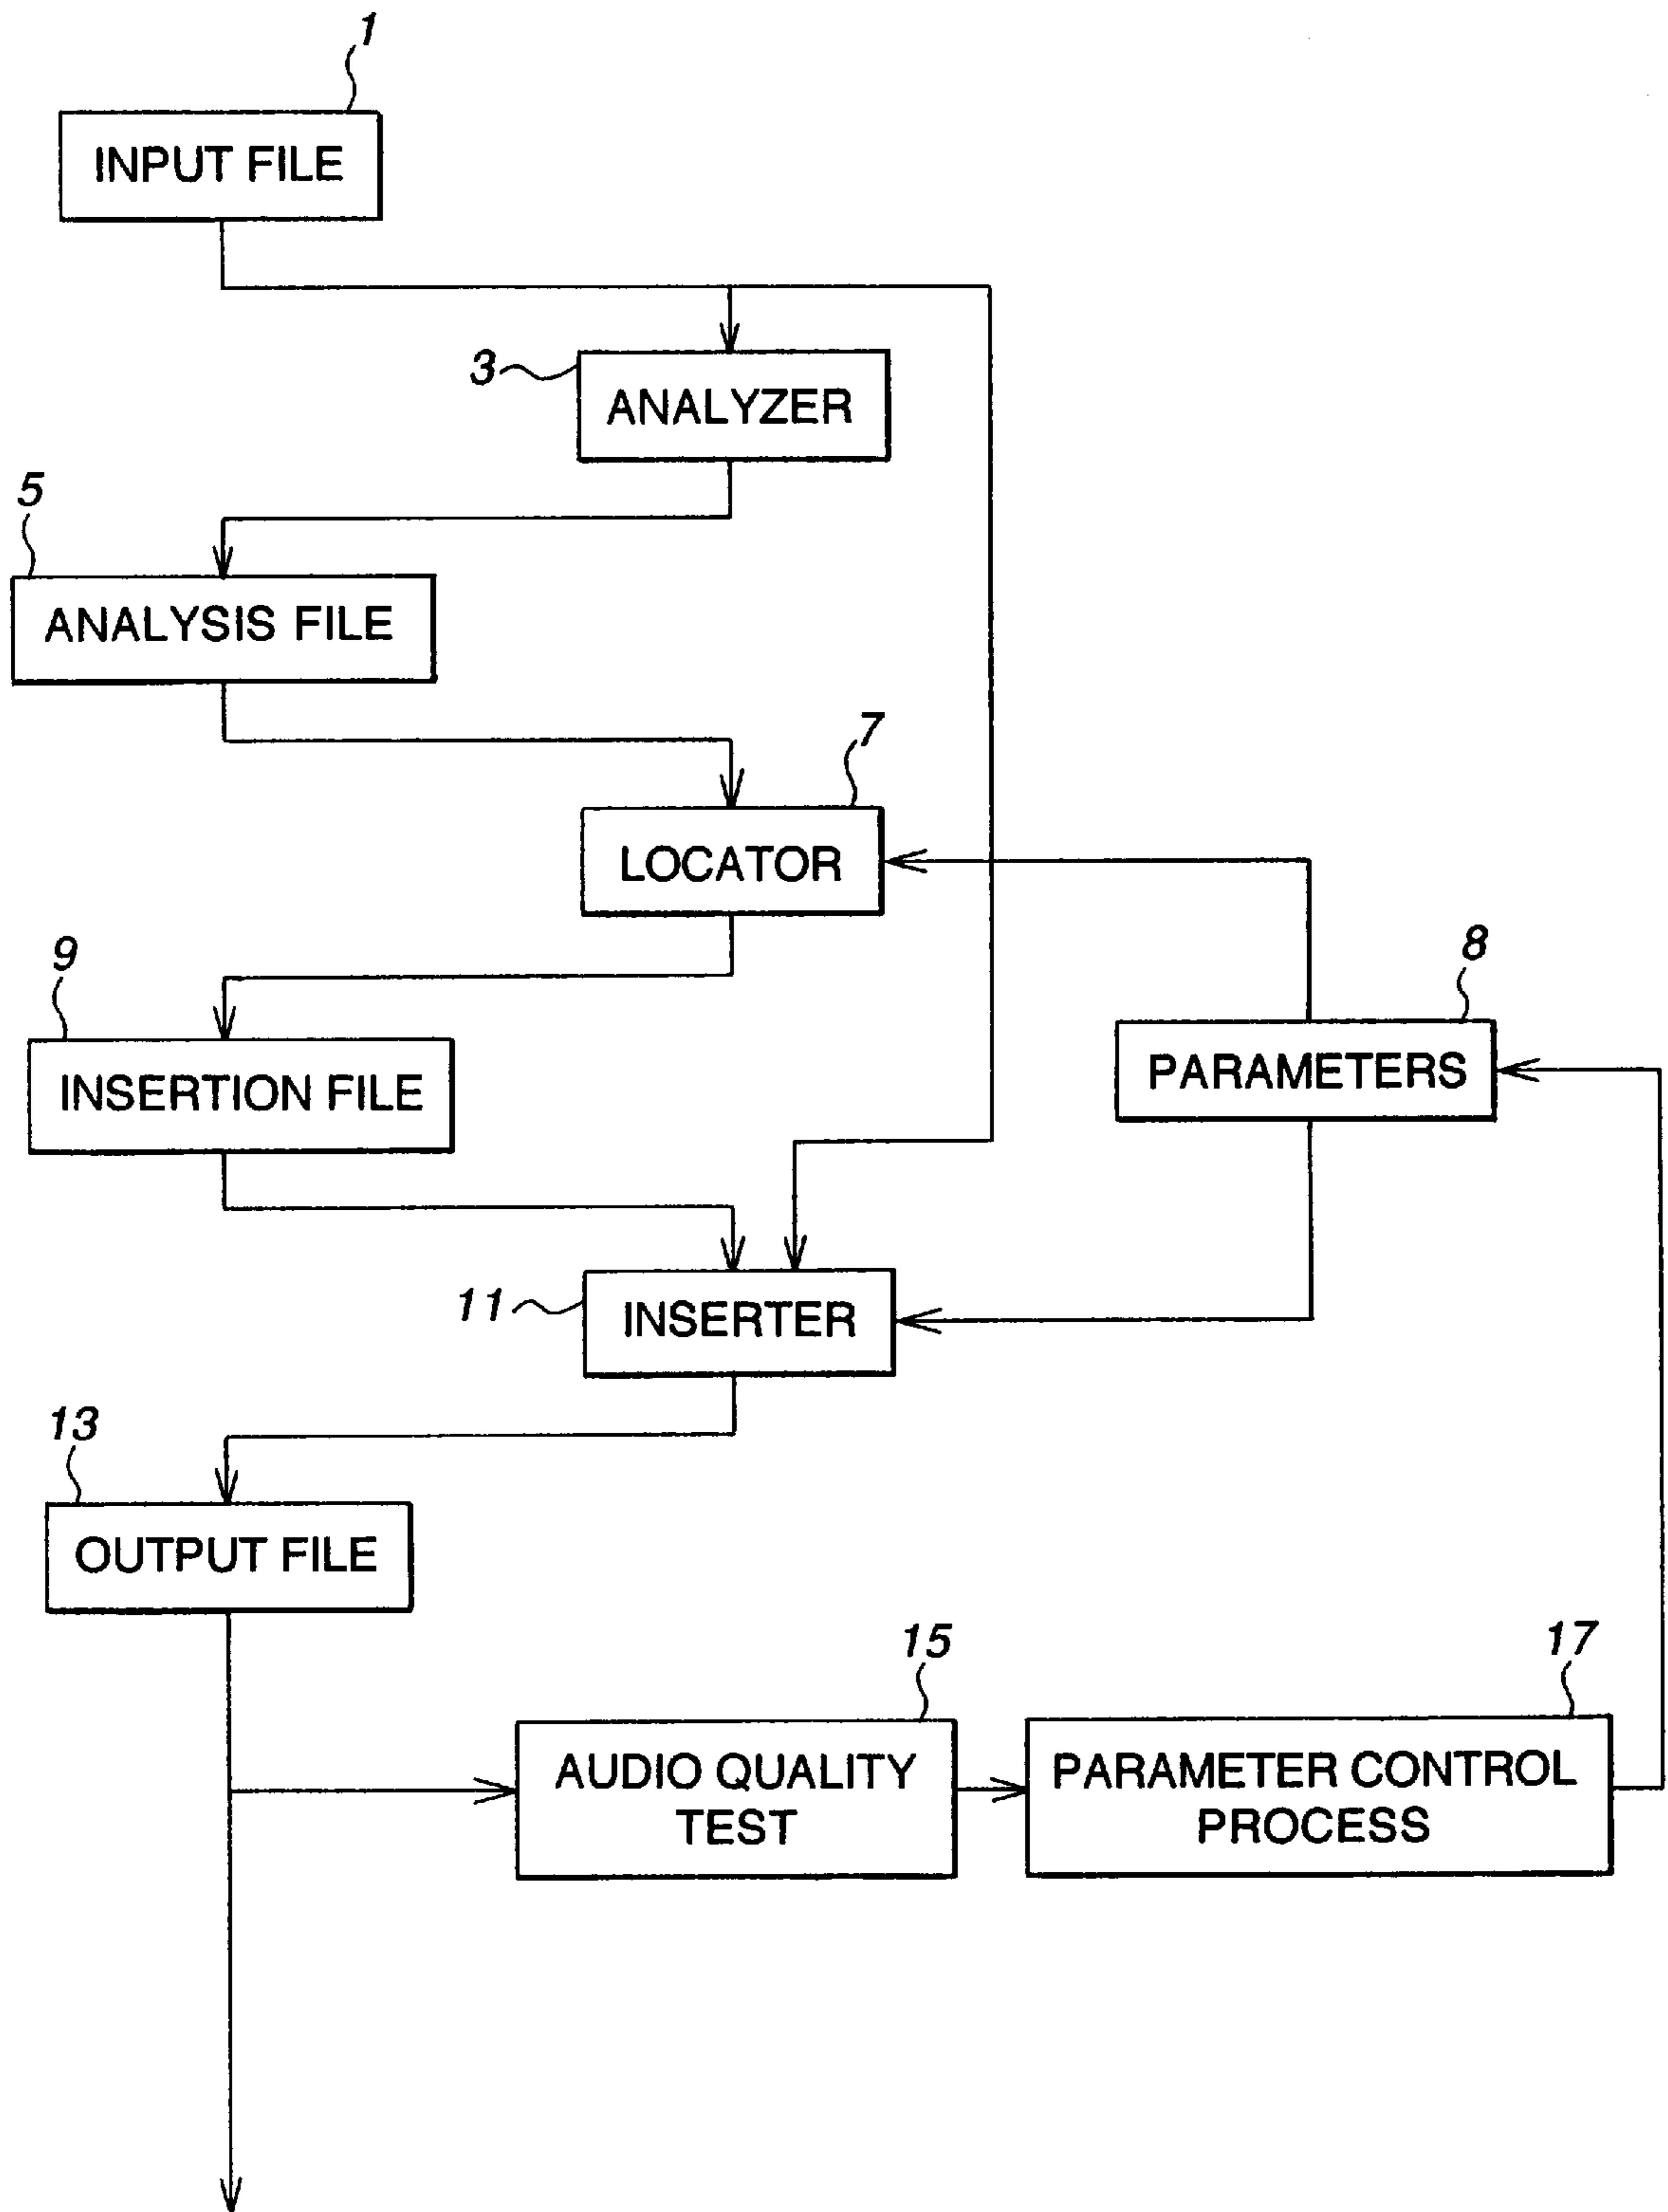 1
INPUT FILE
3
ANALYZER
5
ANALYSIS FILE
7
LOCATOR
8
PARAMETERS
9
INSERTION FILE
11
INSERTER
13
OUTPUT FILE
15
AUDIO QUALITY
TEST
17
PARAMETER CONTROL
PROCESS